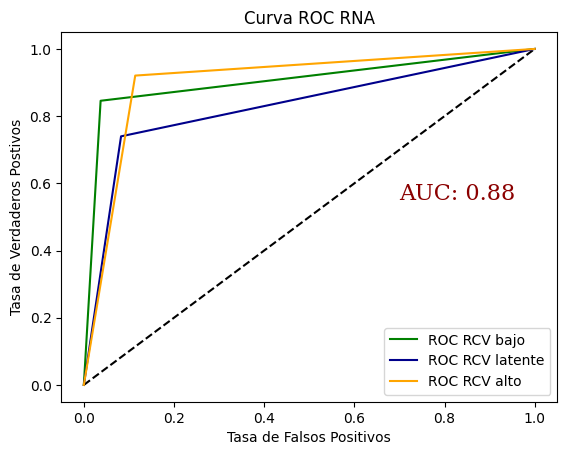 Curva ROC RNA
Tasa de Verdaderos Postivos
1.0
0.8
0.6
0.4
0.2
0.0
AUC: 0.88
ROC RCV bajo
ROC RCV latente
ROC RCV alto
0.0 0.2 0.4 0.6 0.8 1.0
Tasa de Falsos Positivos